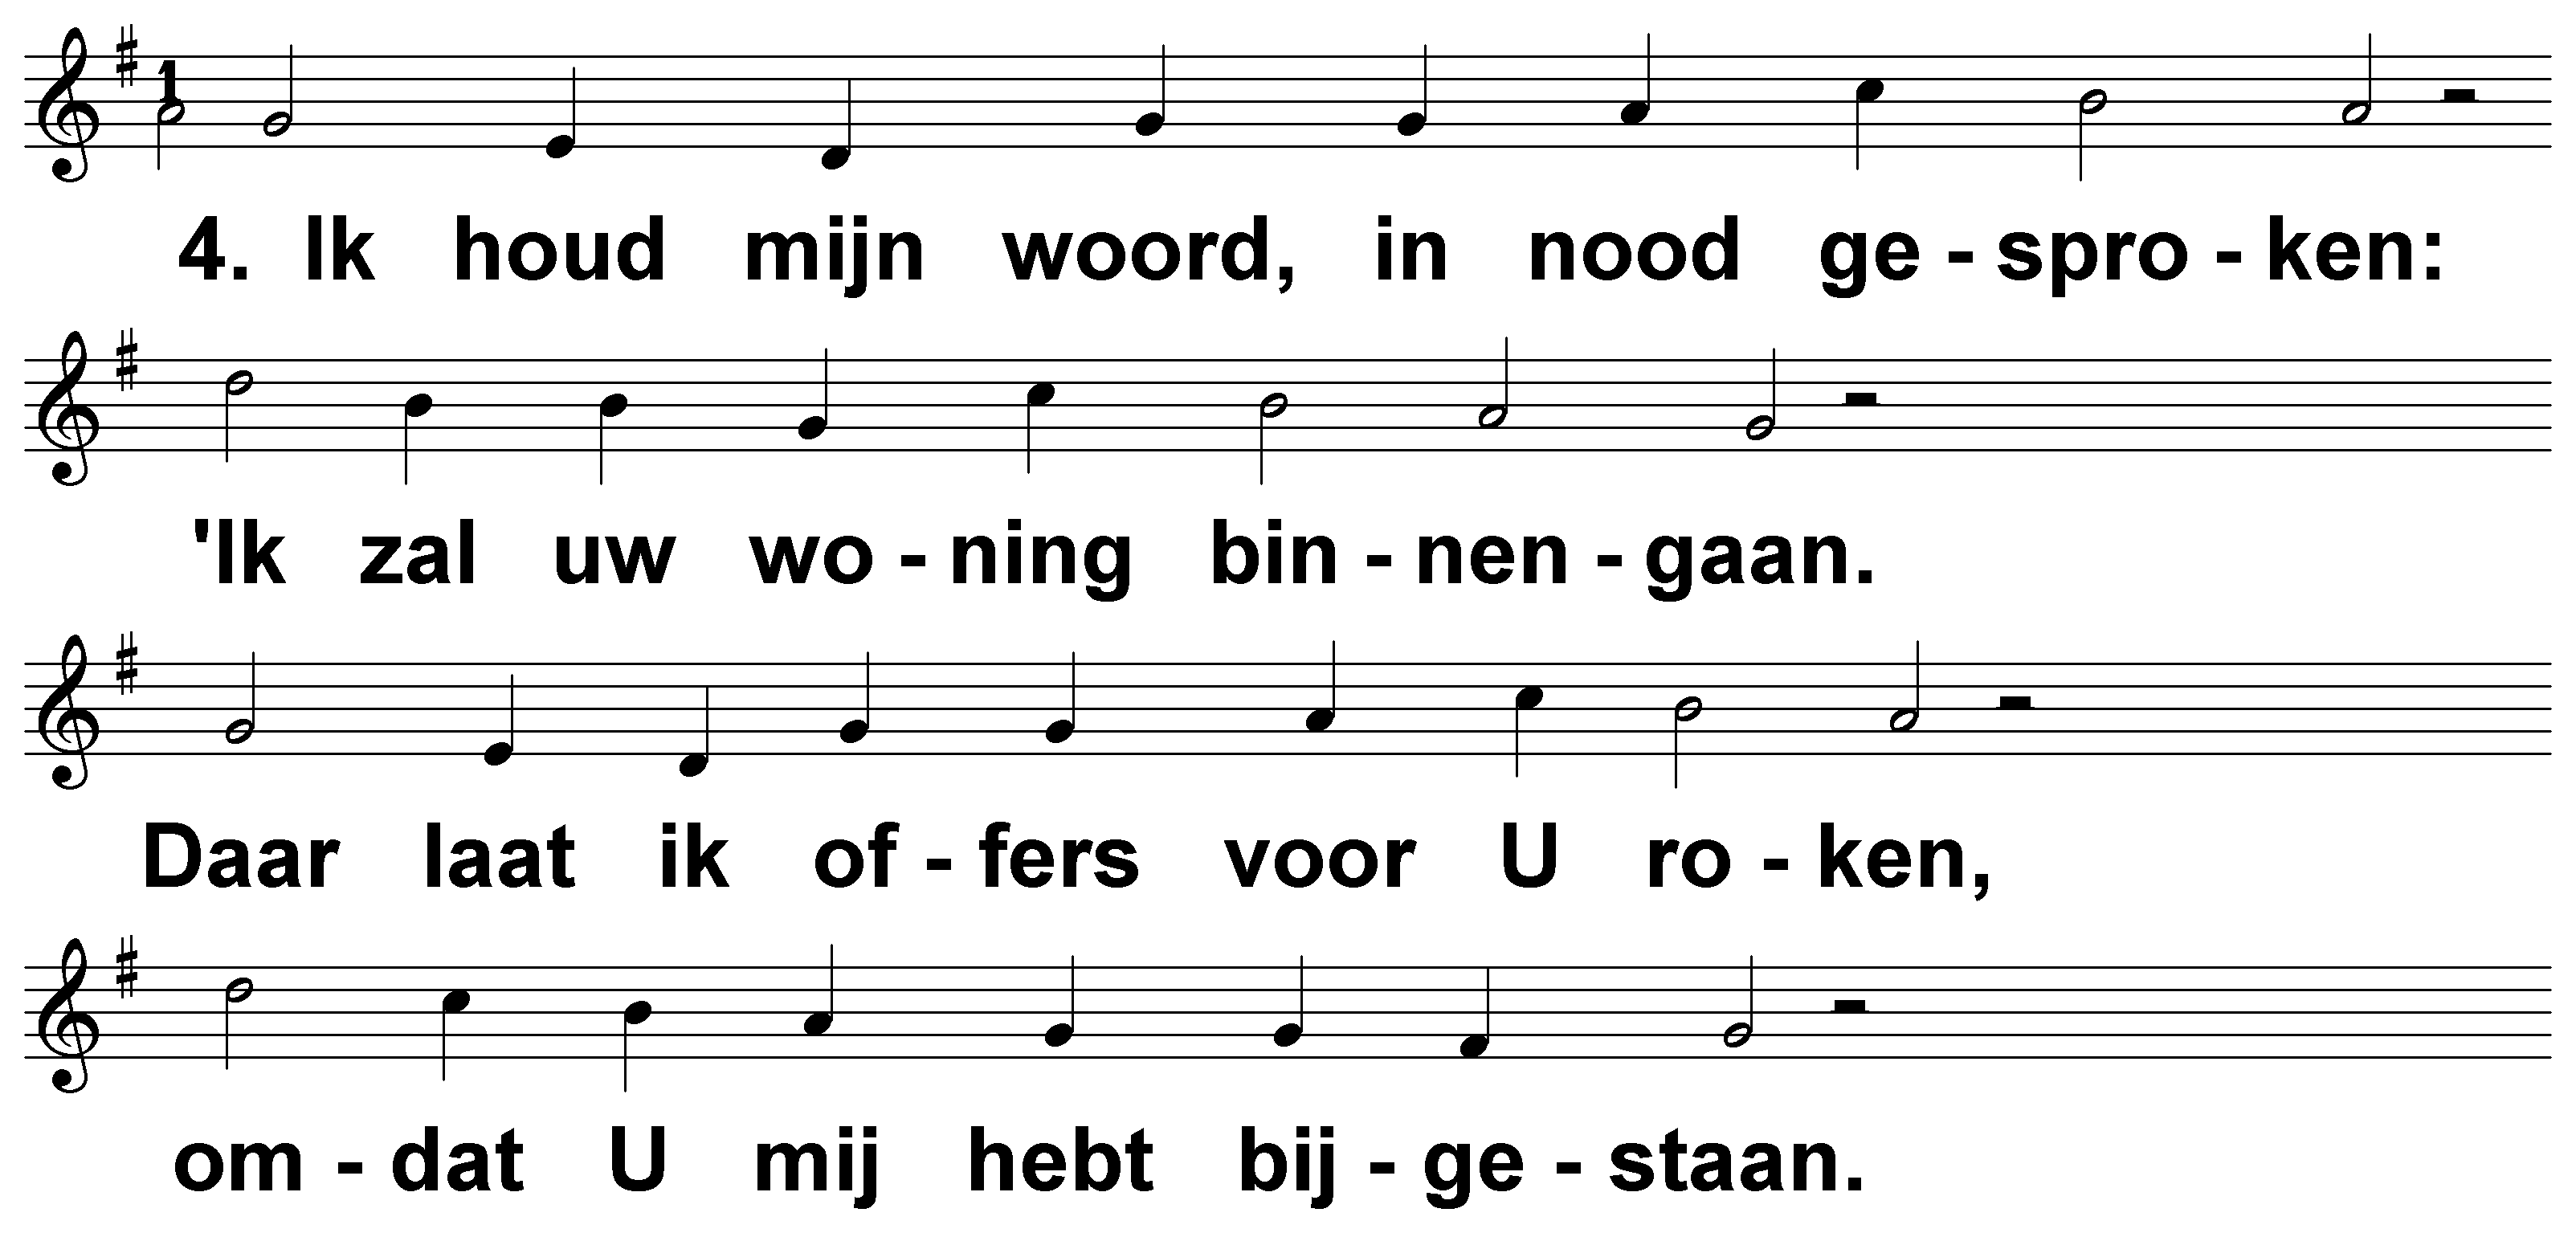 1
4. Ik houd mijn woord, in nood ge - spro - ken:
'Ik zal uw wo - ning bin - nen - gaan.
Daar laat ik of - fers voor U ro - ken,
om - dat U mij hebt bij - ge - staan.